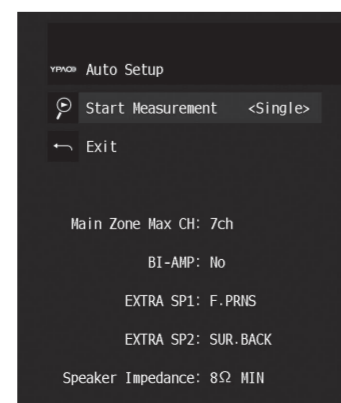 YPAO Auto Setup
Start Measurement <Single>
Exit
Main Zone Max CH: 7ch
BI-AMP: No
EXTRA SP1: F.PRNS
EXTRA SP2: SUR.BACK
Speaker Impedance: 8Ω MIN